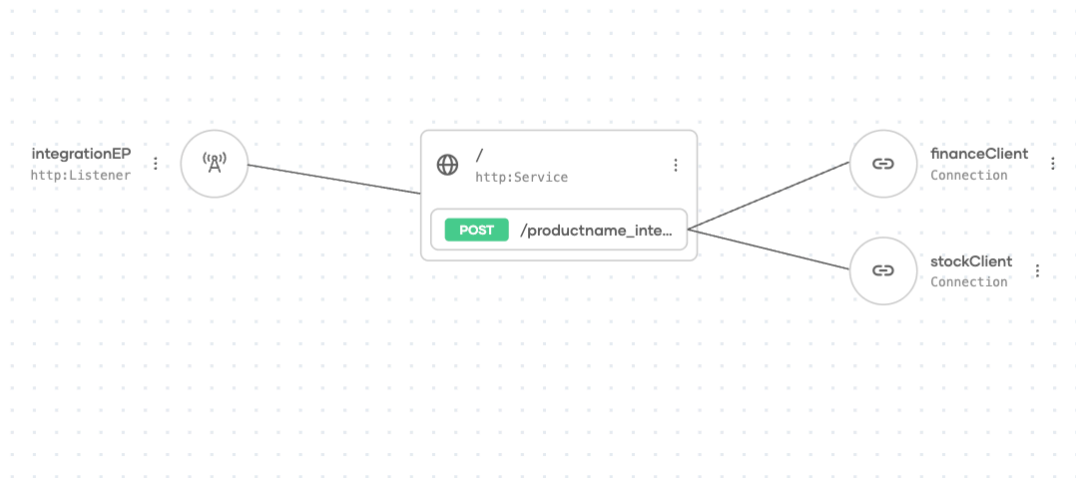 integrationEP
http:Listener
/
http:Service
POST /productname_inte...
financeClient
Connection
stockClient
Connection